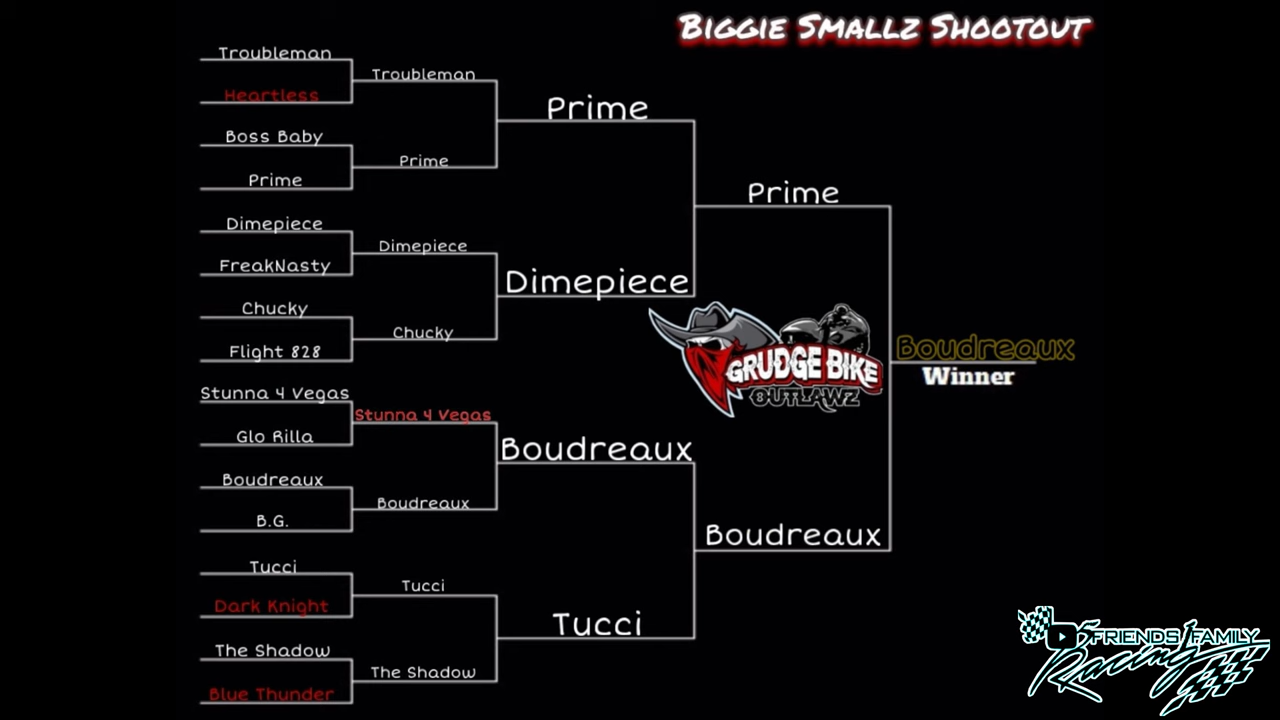 Biggie Smallz Shootout
Troubleman
Heartless
Boss Baby
Prime
Dimepiece
FreakNasty
Chucky
Flight 828
Stunna 4 Vegas
Glo Rilla
Boudreaux
B.G.
Tucci
Dark Knight
The Shadow
Blue Thunder
Troubleman
Prime
Dimepiece
Chucky
Stunna 4 Vegas
Boudreaux
Tucci
The Shadow
Prime
Dimepiece
Boudreaux
Tucci
Prime
Boudreaux
Boudreaux
Winner
GRUDGE BIKE
OUTLAWZ
5FRIENDS1FAMILY
Racing